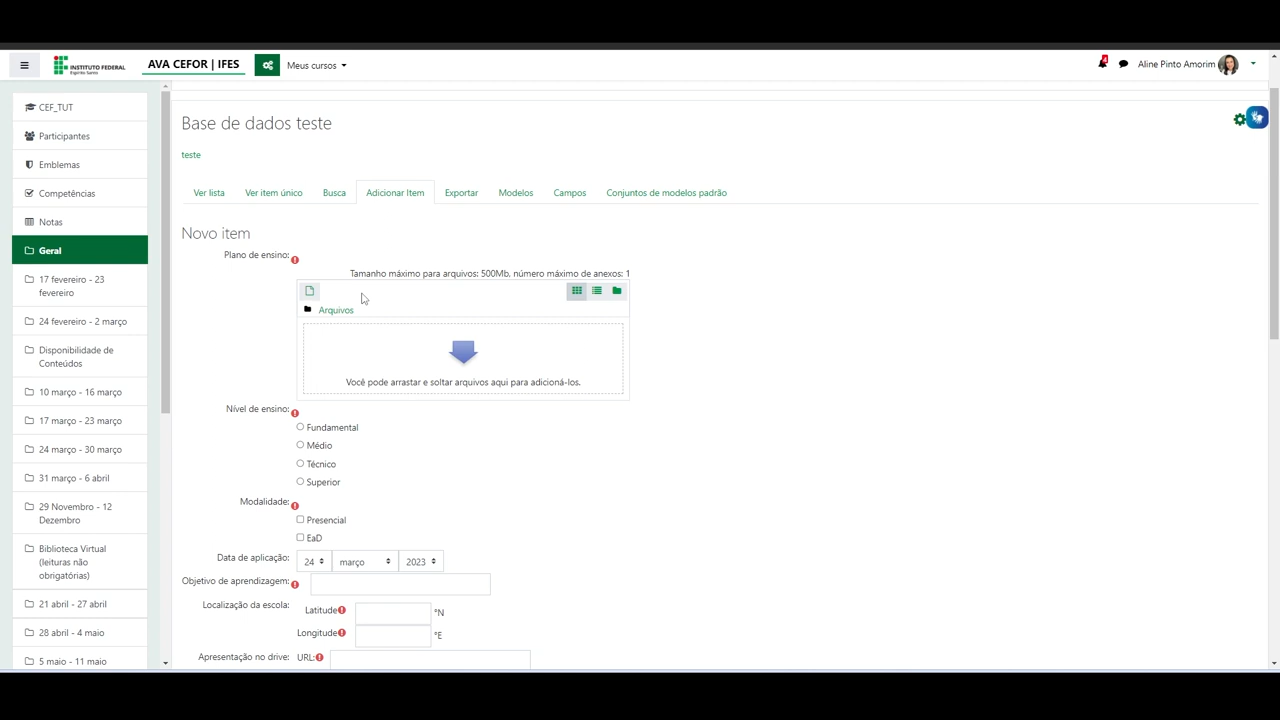 INSTITUTO FEDERAL
Espírito Santo
AVA CEFOR | IFES
Meus cursos
Aline Pinto Amorim
CEF_TUT
Participantes
Emblemas
Competências
Notas
Geral
17 fevereiro - 23
fevereiro
24 fevereiro - 2 março
Disponibilidade de
Conteúdos
10 março - 16 março
17 março - 23 março
24 março - 30 março
31 março - 6 abril
29 Novembro - 12
Dezembro
Biblioteca Virtual
(leituras não
obrigatórias)
21 abril - 27 abril
28 abril - 4 maio
5 maio - 11 maio
Base de dados teste
teste
Ver lista
Ver item único
Busca
Adicionar Item
Exportar
Modelos
Campos
Conjuntos de modelos padrão
Novo item
Plano de ensino:
Tamanho máximo para arquivos: 500Mb, número máximo de anexos: 1
Arquivos
Você pode arrastar e soltar arquivos aqui para adicioná-los.
Nível de ensino:
Fundamental
Médio
Técnico
Superior
Modalidade:
Presencial
EaD
Data de aplicação: 24 março 2023
Objetivo de aprendizagem:
Localização da escola: Latitude °N
Longitude °E
Apresentação no drive: URL: